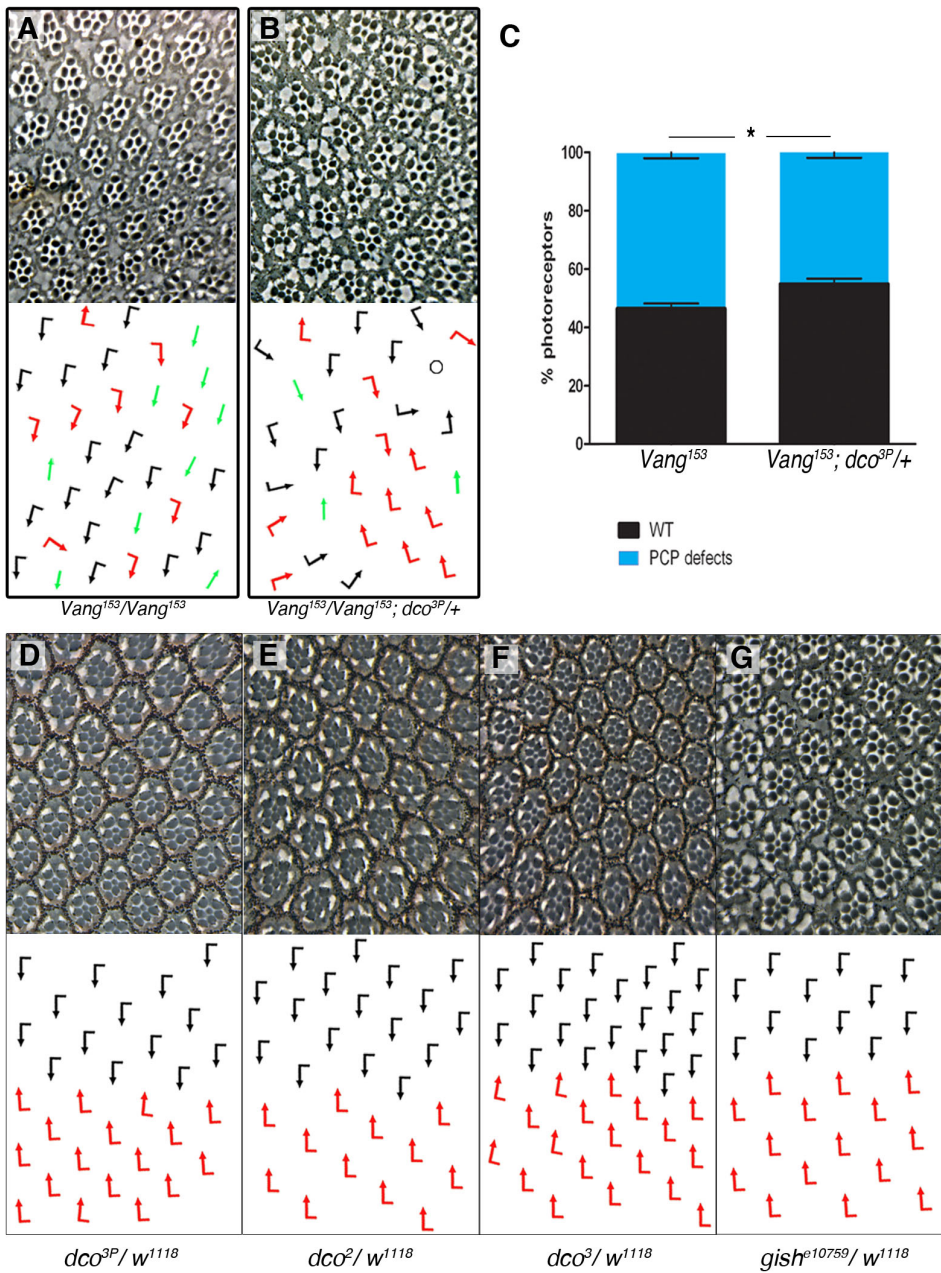 A
B
C
Vang¹⁵³/Vang¹⁵³
Vang¹⁵³/Vang¹⁵³; dco³ᴾ/+
*
% photoreceptors
100
80
60
40
20
0
Vang¹⁵³
Vang¹⁵³; dco³ᴾ/+
WT
PCP defects
D
E
F
G
dco³ᴾ/ w¹¹¹⁸
dco²/ w¹¹¹⁸
dco³/ w¹¹¹⁸
gishᵉ¹⁰⁷⁵⁹/ w¹¹¹⁸